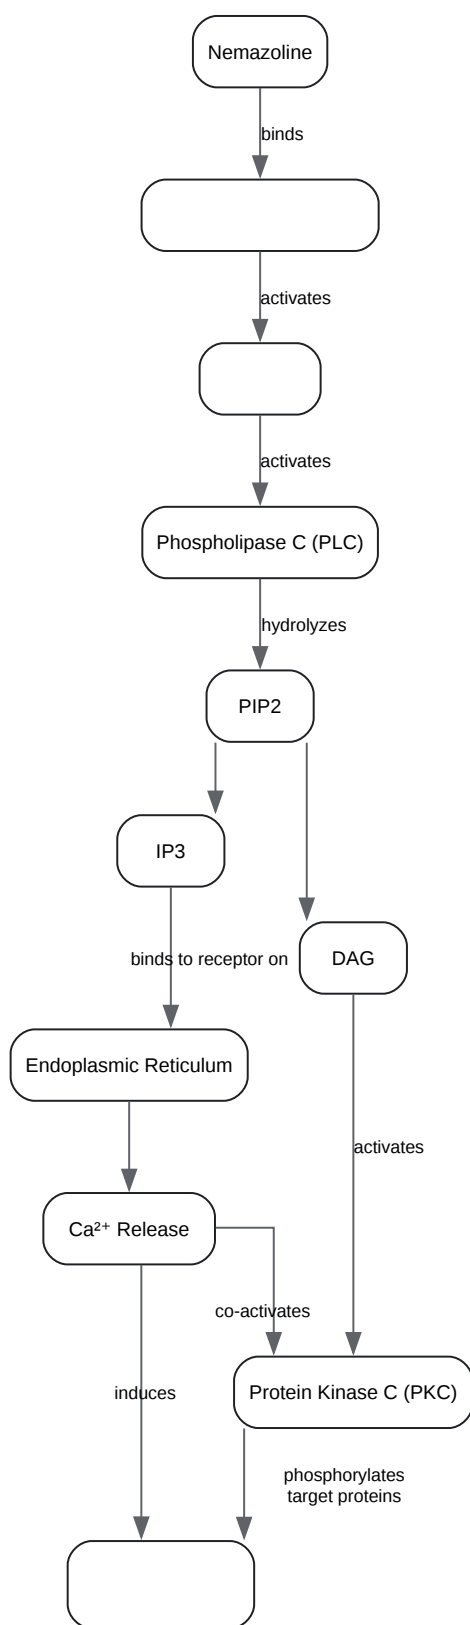 Nemazoline
binds
activates
activates
Phospholipase C (PLC)
hydrolyzes
PIP2
IP3
binds to receptor on
DAG
Endoplasmic Reticulum
activates
Ca²⁺ Release
co-activates
induces
Protein Kinase C (PKC)
phosphorylates
target proteins